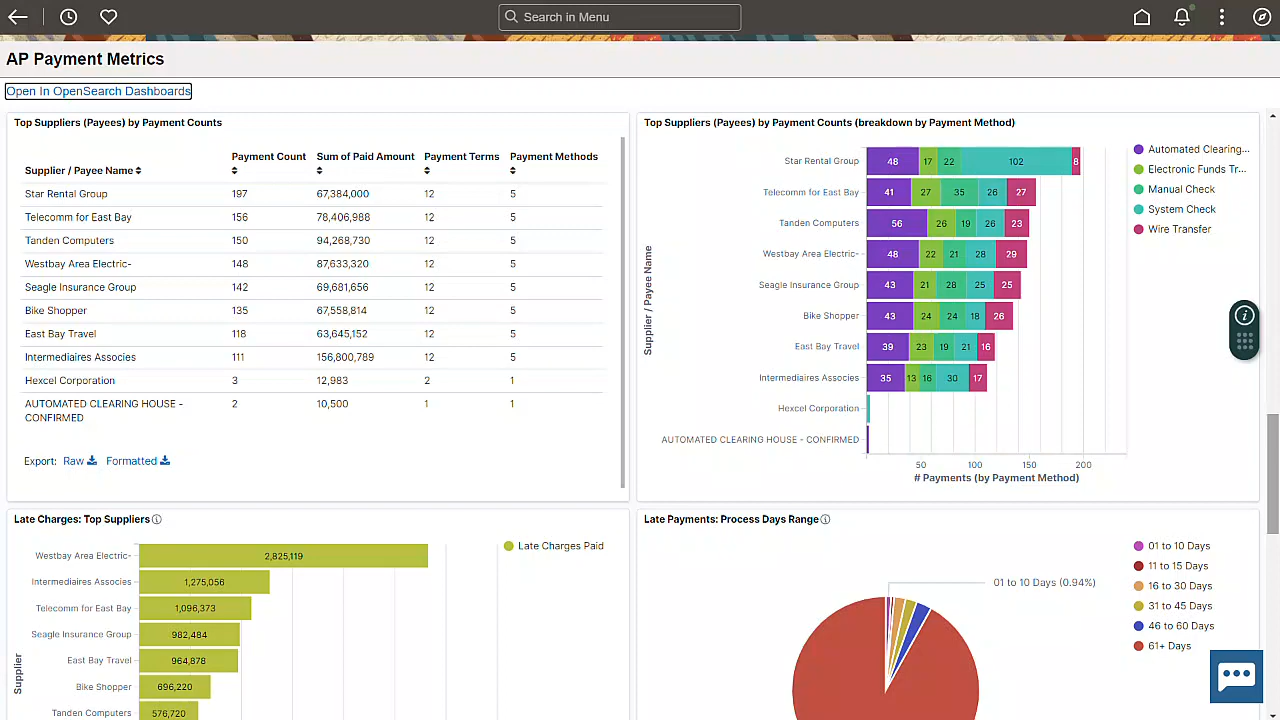 Search in Menu
AP Payment Metrics
Open In OpenSearch Dashboards
Top Suppliers (Payees) by Payment Counts
Supplier / Payee Name Payment Count Sum of Paid Amount Payment Terms Payment Methods
Star Rental Group 197 67,384,000 12 5
Telecomm for East Bay 156 78,406,988 12 5
Tanden Computers 150 94,268,730 12 5
Westbay Area Electric- 148 87,633,320 12 5
Seagle Insurance Group 142 69,681,656 12 5
Bike Shopper 135 67,558,814 12 5
East Bay Travel 118 63,645,152 12 5
Intermediaires Associes 111 156,800,789 12 5
Hexcel Corporation 3 12,983 2 1
AUTOMATED CLEARING HOUSE - 2 10,500 1 1
CONFIRMED
Export: Raw Formatted
Top Suppliers (Payees) by Payment Counts (breakdown by Payment Method)
Supplier / Payee Name
Star Rental Group 48 17 22 102 8
Telecomm for East Bay 41 27 35 26 27
Tanden Computers 56 26 19 26 23
Westbay Area Electric- 48 22 21 28 29
Seagle Insurance Group 43 21 28 25 25
Bike Shopper 43 24 24 18 26
East Bay Travel 39 23 19 21 16
Intermediaires Associes 35 13 16 30 17
Hexcel Corporation
AUTOMATED CLEARING HOUSE - CONFIRMED
50 100 150 200
# Payments (by Payment Method)
Automated Clearing...
Electronic Funds Tr...
Manual Check
System Check
Wire Transfer
Late Charges: Top Suppliers
Supplier
Westbay Area Electric- 2,825,119
Intermediaires Associes 1,275,056
Telecomm for East Bay 1,096,373
Seagle Insurance Group 982,484
East Bay Travel 964,878
Bike Shopper 696,220
Tanden Computers 576,720
Late Charges Paid
Late Payments: Process Days Range
01 to 10 Days (0.94%)
01 to 10 Days
11 to 15 Days
16 to 30 Days
31 to 45 Days
46 to 60 Days
61+ Days